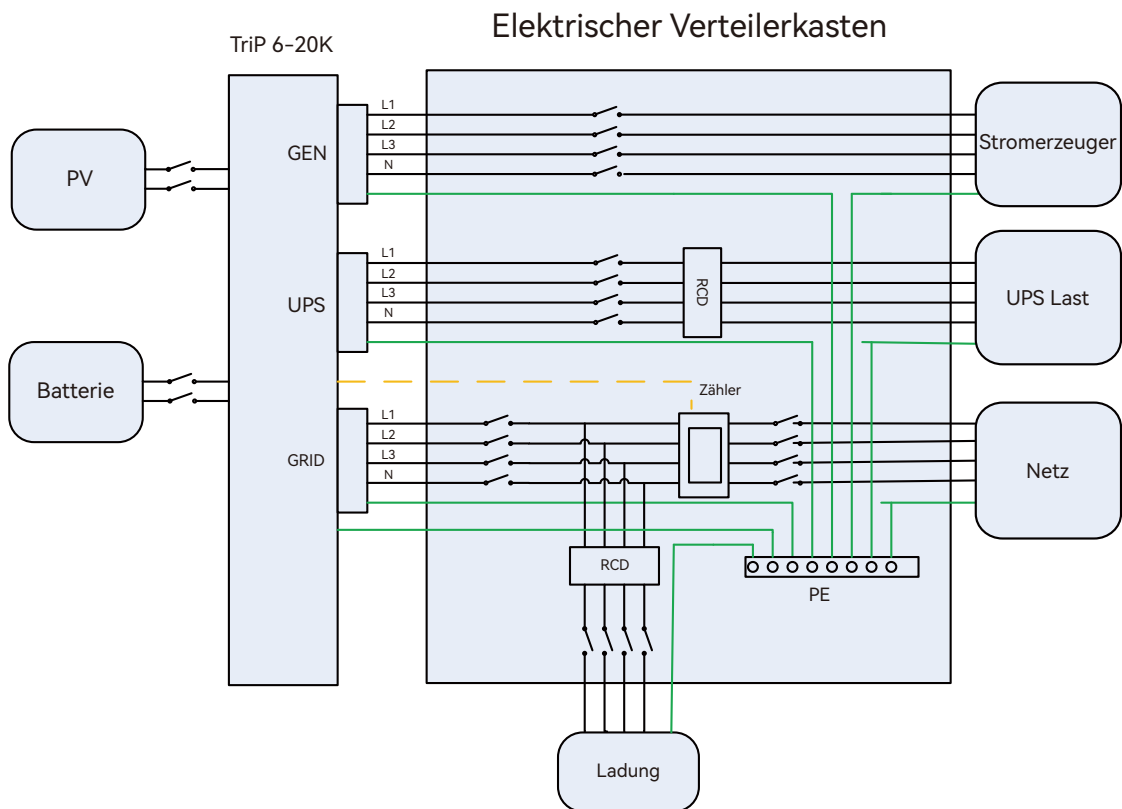 Elektrischer Verteilerkasten
TriP 6-20K
L1
L2
L3
N
GEN
Stromerzeuger
PV
L1
L2
L3
N
UPS
RCD
UPS Last
Batterie
Zähler
L1
L2
L3
N
GRID
Netz
RCD
PE
Ladung